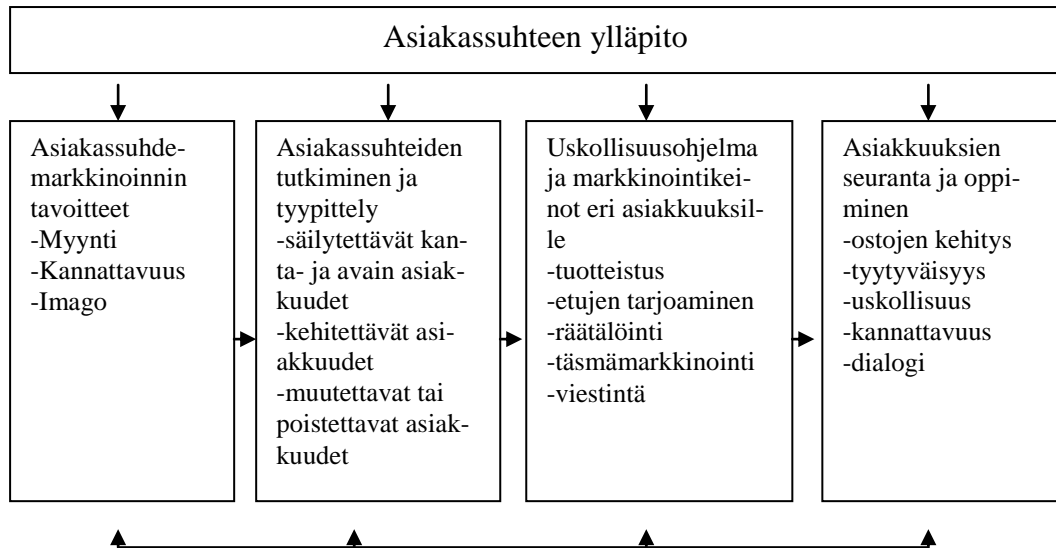 Asiakassuhteen ylläpito
Asiakassuhde-
markkinoinnin
tavoitteet
-Myynti
-Kannattavuus
-Imago
Asiakassuhteiden
tutkiminen ja
tyypittely
-säilytettävät kan-
ta- ja avain asiak-
kuudet
-kehitettävät asi-
akkuudet
-muutettavat tai
poistettavat asiak-
kuudet
Uskollisuusohjelma
ja markkinointikei-
not eri asiakkuuksil-
le
-tuotteistus
-etujen tarjoaminen
-räätälöinti
-täsmämarkkinointi
-viestintä
Asiakkuuksien
seuranta ja oppi-
minen
-ostojen kehitys
-tyytyväisyys
-uskollisuus
-kannattavuus
-dialogi